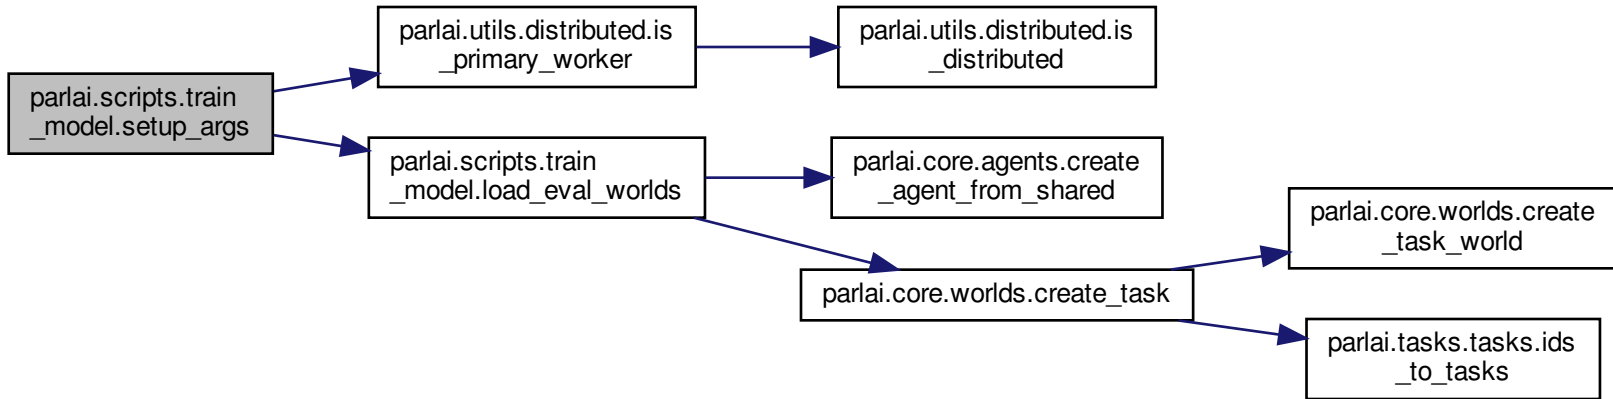 parlai.scripts.train
_model.setup_args
parlai.utils.distributed.is
_primary_worker
parlai.utils.distributed.is
_distributed
parlai.scripts.train
_model.load_eval_worlds
parlai.core.agents.create
_agent_from_shared
parlai.core.worlds.create_task
parlai.core.worlds.create
_task_world
parlai.tasks.tasks.ids
_to_tasks